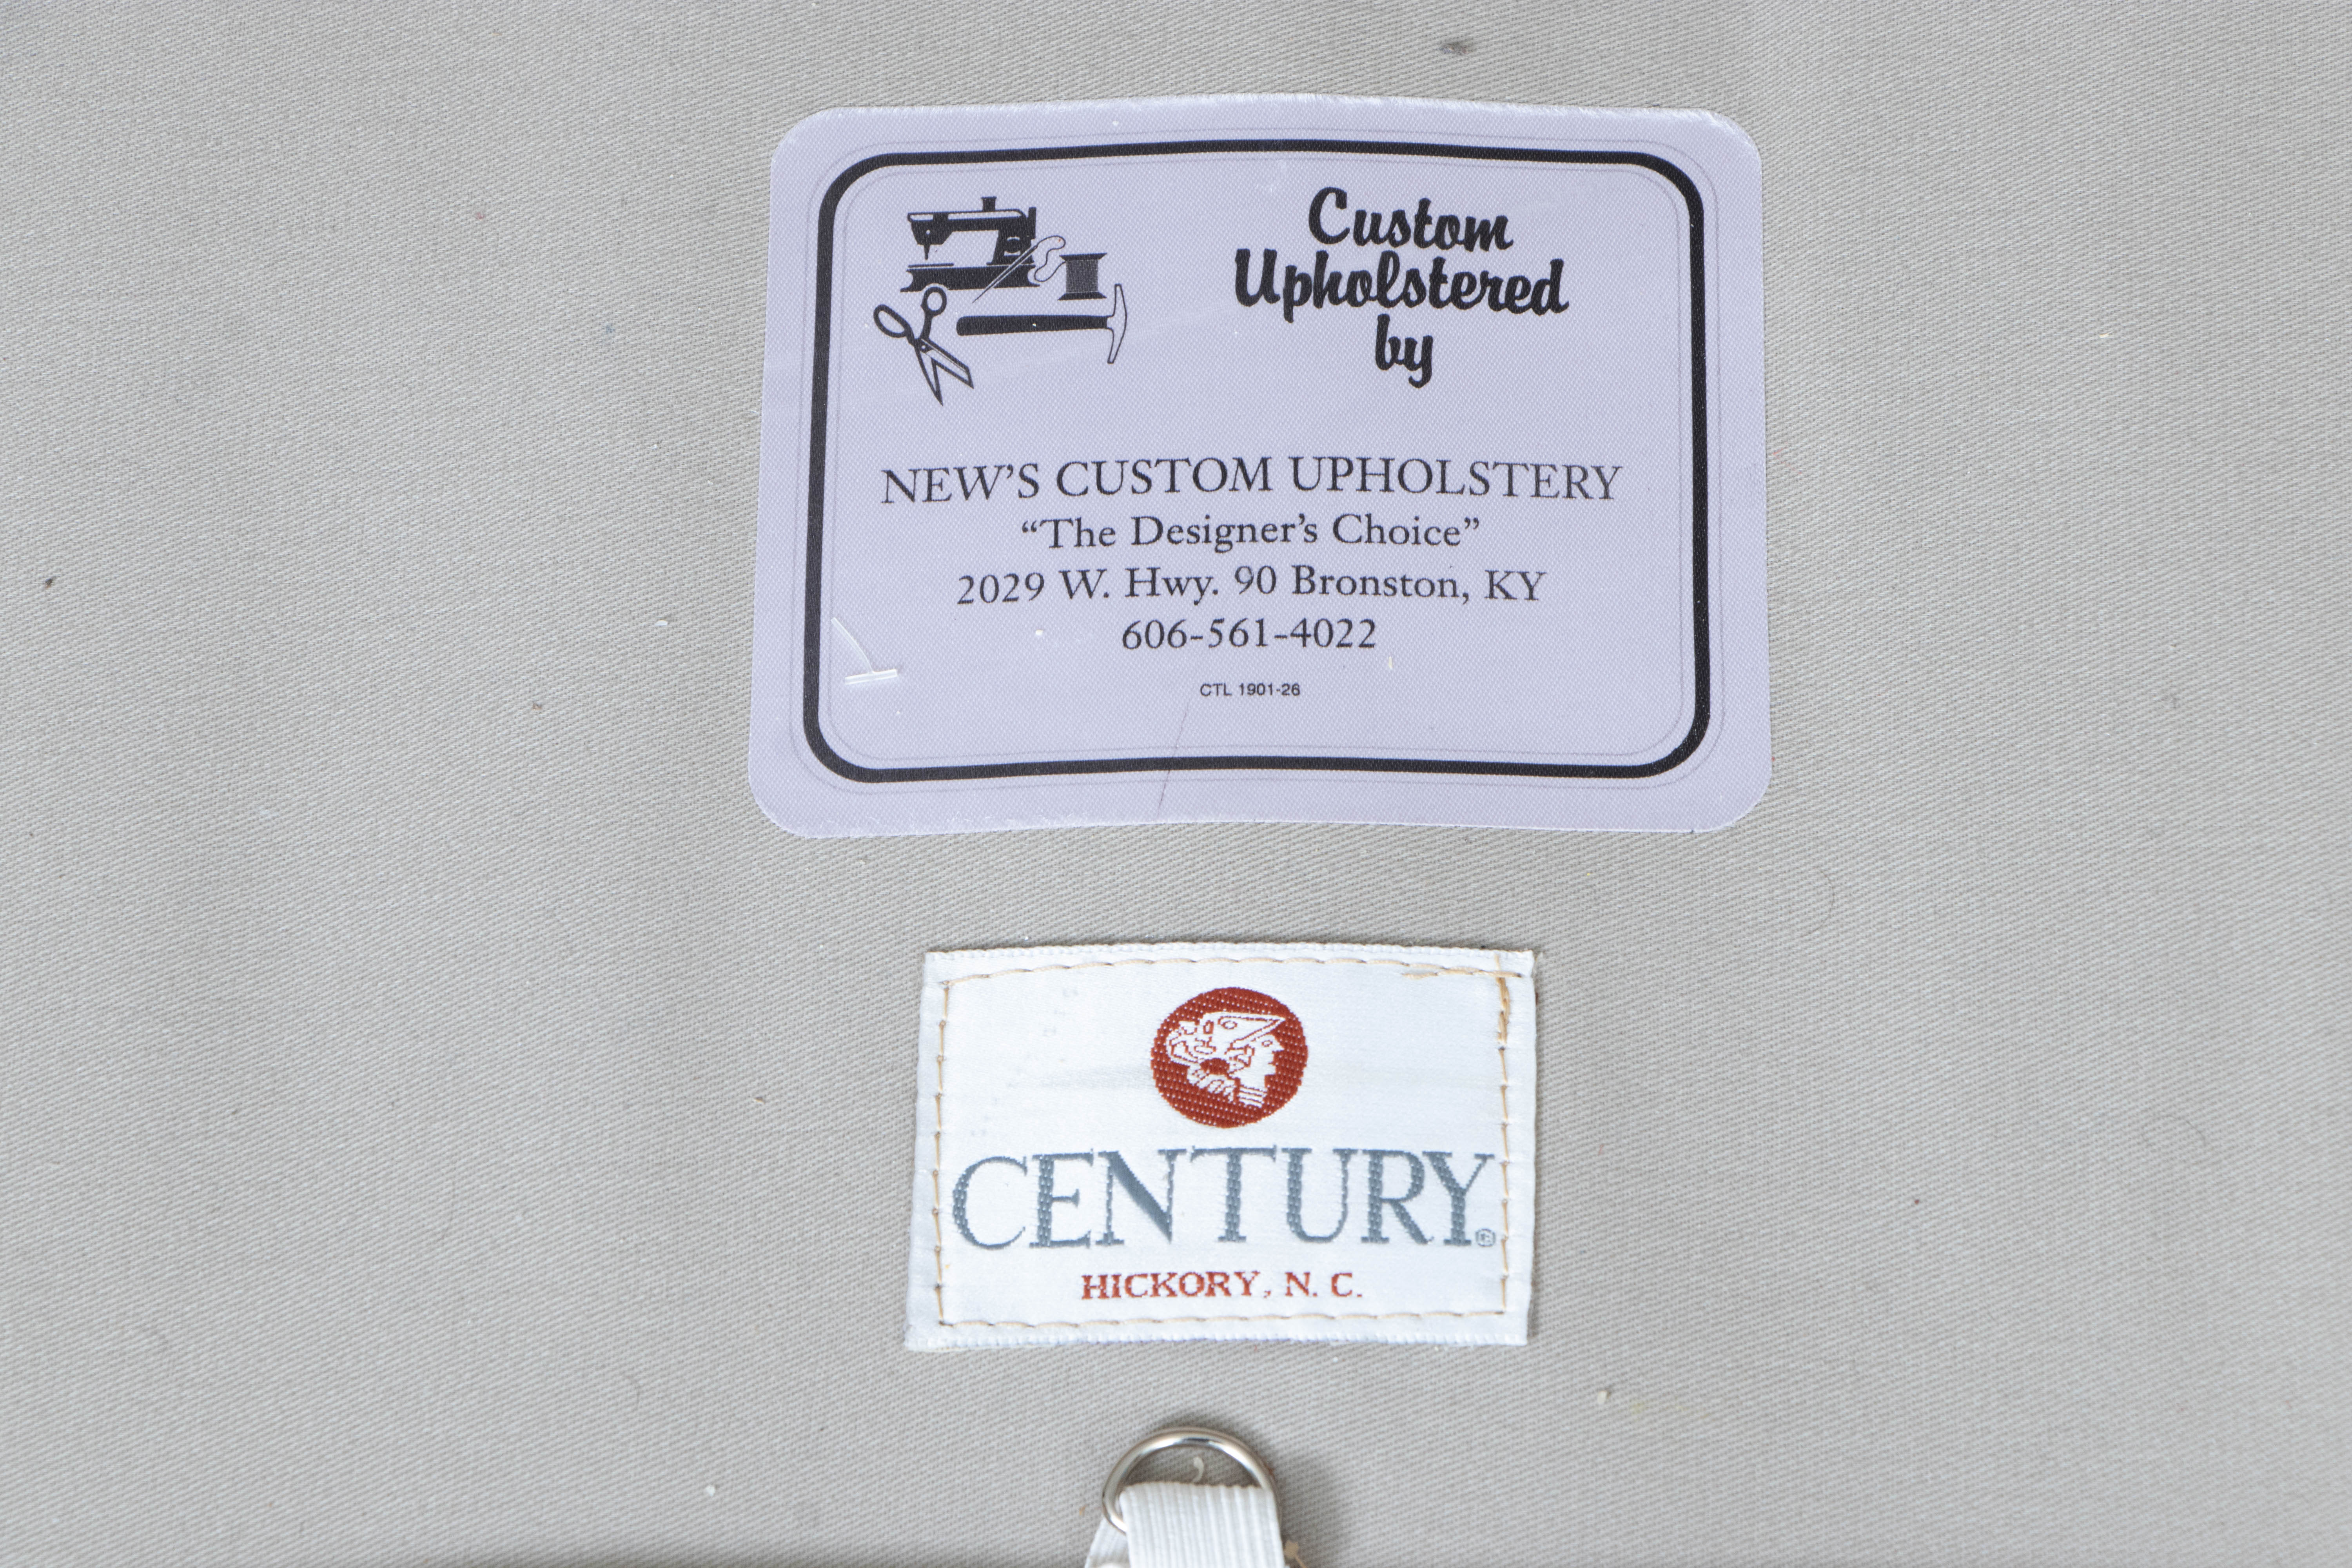 Custom
Upholstered
by
NEW'S CUSTOM UPHOLSTERY
“The Designer's Choice”
2029 W. Hwy. 90 Bronston, KY
606-561-4022
CTL 1901-26
CENTURY®
HICKORY, N. C.